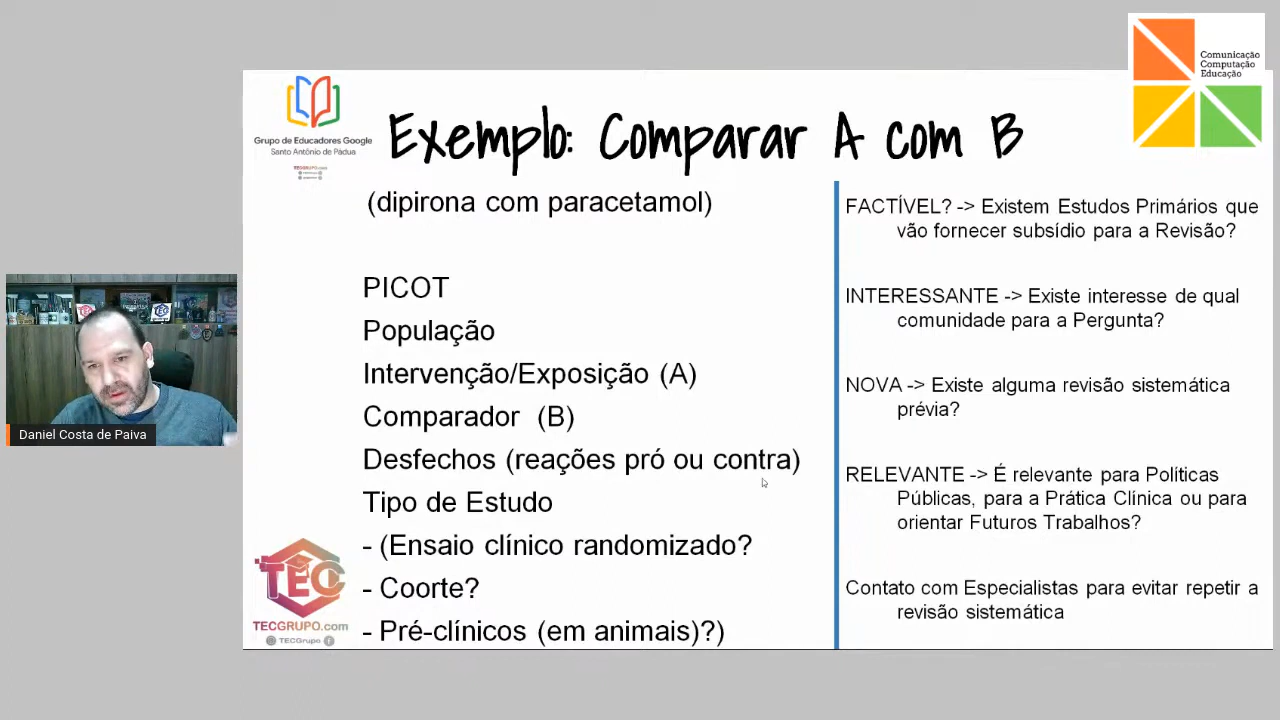 Comunicação
Computação
Educação
Grupo de Educadores Google
Santo Antônio de Pádua
Exemplo: Comparar A com B
(dipirona com paracetamol)
PICOT
População
Intervenção/Exposição (A)
Comparador (B)
Desfechos (reações pró ou contra)
Tipo de Estudo
- (Ensaio clínico randomizado?
- Coorte?
- Pré-clínicos (em animais)?)
FACTÍVEL? -> Existem Estudos Primários que
vão fornecer subsídio para a Revisão?
INTERESSANTE -> Existe interesse de qual
comunidade para a Pergunta?
NOVA -> Existe alguma revisão sistemática
prévia?
RELEVANTE -> É relevante para Políticas
Públicas, para a Prática Clínica ou para
orientar Futuros Trabalhos?
Contato com Especialistas para evitar repetir a
revisão sistemática
Daniel Costa de Paiva
TEC
TECGRUPO.com
TECGrupo